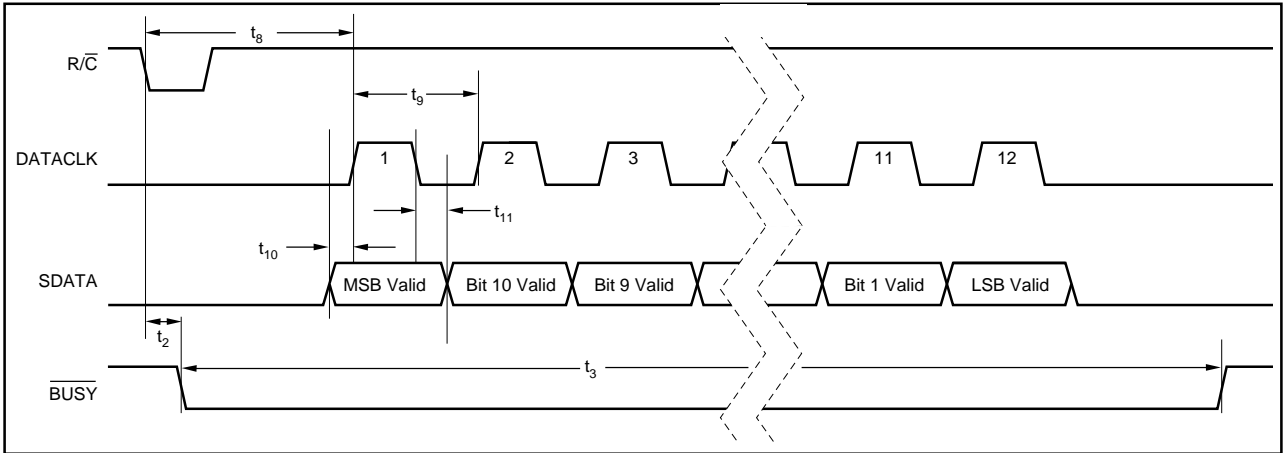 t8
R/C̅
t9
DATACLK
1
2
3
11
12
t11
t10
SDATA
MSB Valid
Bit 10 Valid
Bit 9 Valid
Bit 1 Valid
LSB Valid
t2
t3
B̅U̅S̅Y̅